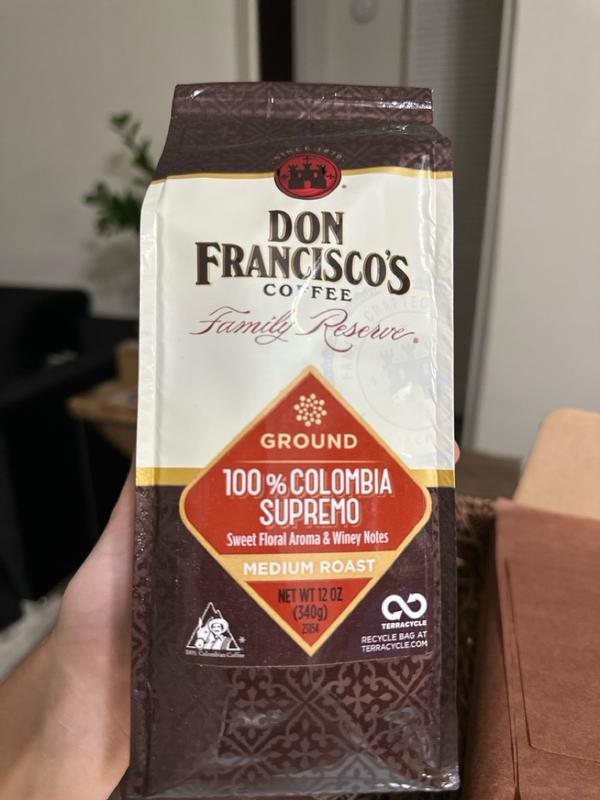 SINCE 1870
DON
FRANCISCO'S
COFFEE
Family Reserve®
GROUND
100% COLOMBIA
SUPREMO
Sweet Floral Aroma & Winey Notes
MEDIUM ROAST
NET WT 12 OZ
(340g)
23154
100% Colombian Coffee
TERRACYCLE
RECYCLE BAG AT
TERRACYCLE.COM